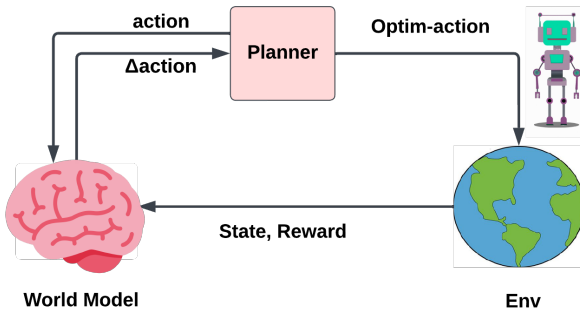 action
Optim-action
Planner
Δaction
State, Reward
World Model
Env